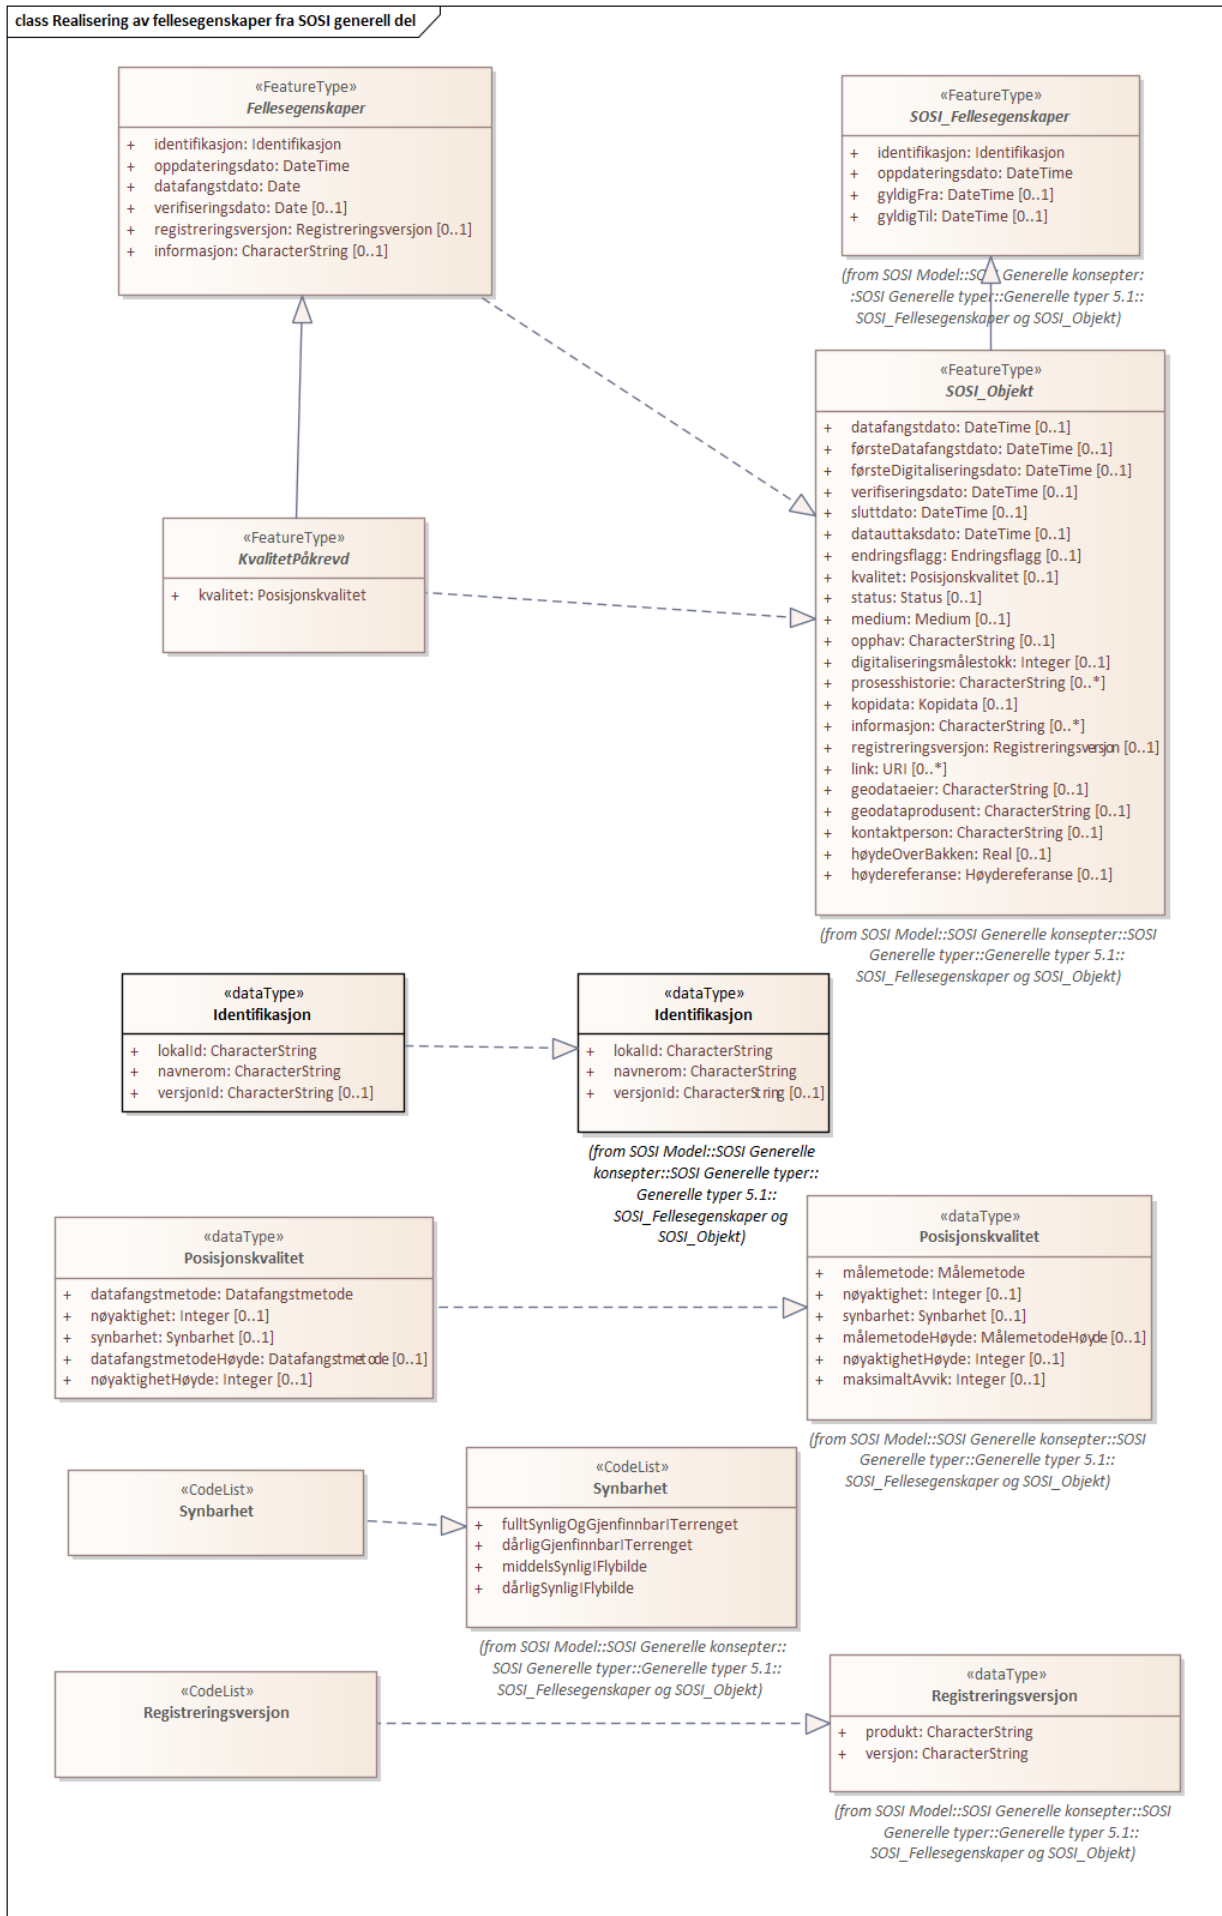 class Realisering av fellesegenskaper fra SOSI generell del
«FeatureType»
Fellesegenskaper
+ identifikasjon: Identifikasjon
+ oppdateringsdato: DateTime
+ datafangstdato: Date
+ verifiseringsdato: Date [0..1]
+ registreringsversjon: Registreringsversjon [0..1]
+ informasjon: CharacterString [0..1]
«FeatureType»
SOSI_Fellesegenskaper
+ identifikasjon: Identifikasjon
+ oppdateringsdato: DateTime
+ gyldigFra: DateTime [0..1]
+ gyldigTil: DateTime [0..1]
(from SOSI Model::SOSI Generelle konsepter:
:SOSI Generelle typer::Generelle typer 5.1::
SOSI_Fellesegenskaper og SOSI_Objekt)
«FeatureType»
SOSI_Objekt
+ datafangstdato: DateTime [0..1]
+ førsteDatafangstdato: DateTime [0..1]
+ førsteDigitaliseringsdato: DateTime [0..1]
+ verifiseringsdato: DateTime [0..1]
+ sluttdato: DateTime [0..1]
+ datauttaksdato: DateTime [0..1]
+ endringsflagg: Endringsflagg [0..1]
+ kvalitet: Posisjonskvalitet [0..1]
+ status: Status [0..1]
+ medium: Medium [0..1]
+ opphav: CharacterString [0..1]
+ digitaliseringsmålestokk: Integer [0..1]
+ prosesshistorie: CharacterString [0..*]
+ kopidata: Kopidata [0..1]
+ informasjon: CharacterString [0..*]
+ registreringsversjon: Registreringsversjon [0..1]
+ link: URI [0..*]
+ geodataeier: CharacterString [0..1]
+ geodataprodusent: CharacterString [0..1]
+ kontaktperson: CharacterString [0..1]
+ høydeOverBakken: Real [0..1]
+ høydereferanse: Høydereferanse [0..1]
(from SOSI Model::SOSI Generelle konsepter::SOSI
Generelle typer::Generelle typer 5.1::
SOSI_Fellesegenskaper og SOSI_Objekt)
«FeatureType»
KvalitetPåkrevd
+ kvalitet: Posisjonskvalitet
«dataType»
Identifikasjon
+ lokalId: CharacterString
+ navnerom: CharacterString
+ versjonId: CharacterString [0..1]
«dataType»
Identifikasjon
+ lokalId: CharacterString
+ navnerom: CharacterString
+ versjonId: CharacterString [0..1]
(from SOSI Model::SOSI Generelle
konsepter::SOSI Generelle typer::
Generelle typer 5.1::
SOSI_Fellesegenskaper og
SOSI_Objekt)
«dataType»
Posisjonskvalitet
+ datafangstmetode: Datafangstmetode
+ nøyaktighet: Integer [0..1]
+ synbarhet: Synbarhet [0..1]
+ datafangstmetodeHøyde: Datafangstmetode [0..1]
+ nøyaktighetHøyde: Integer [0..1]
«dataType»
Posisjonskvalitet
+ målemetode: Målemetode
+ nøyaktighet: Integer [0..1]
+ synbarhet: Synbarhet [0..1]
+ målemetodeHøyde: MålemetodeHøyde [0..1]
+ nøyaktighetHøyde: Integer [0..1]
+ maksimaltAvvik: Integer [0..1]
(from SOSI Model::SOSI Generelle konsepter::SOSI
Generelle typer::Generelle typer 5.1::
SOSI_Fellesegenskaper og SOSI_Objekt)
«CodeList»
Synbarhet
«CodeList»
Synbarhet
+ fulltSynligOgGjenfinnbarITerrenget
+ dårligGjenfinnbarITerrenget
+ middelsSynligIFlybilde
+ dårligSynligIFlybilde
(from SOSI Model::SOSI Generelle konsepter::
SOSI Generelle typer::Generelle typer 5.1::
SOSI_Fellesegenskaper og SOSI_Objekt)
«CodeList»
Registreringsversjon
«dataType»
Registreringsversjon
+ produkt: CharacterString
+ versjon: CharacterString
(from SOSI Model::SOSI Generelle konsepter::SOSI
Generelle typer::Generelle typer 5.1::
SOSI_Fellesegenskaper og SOSI_Objekt)